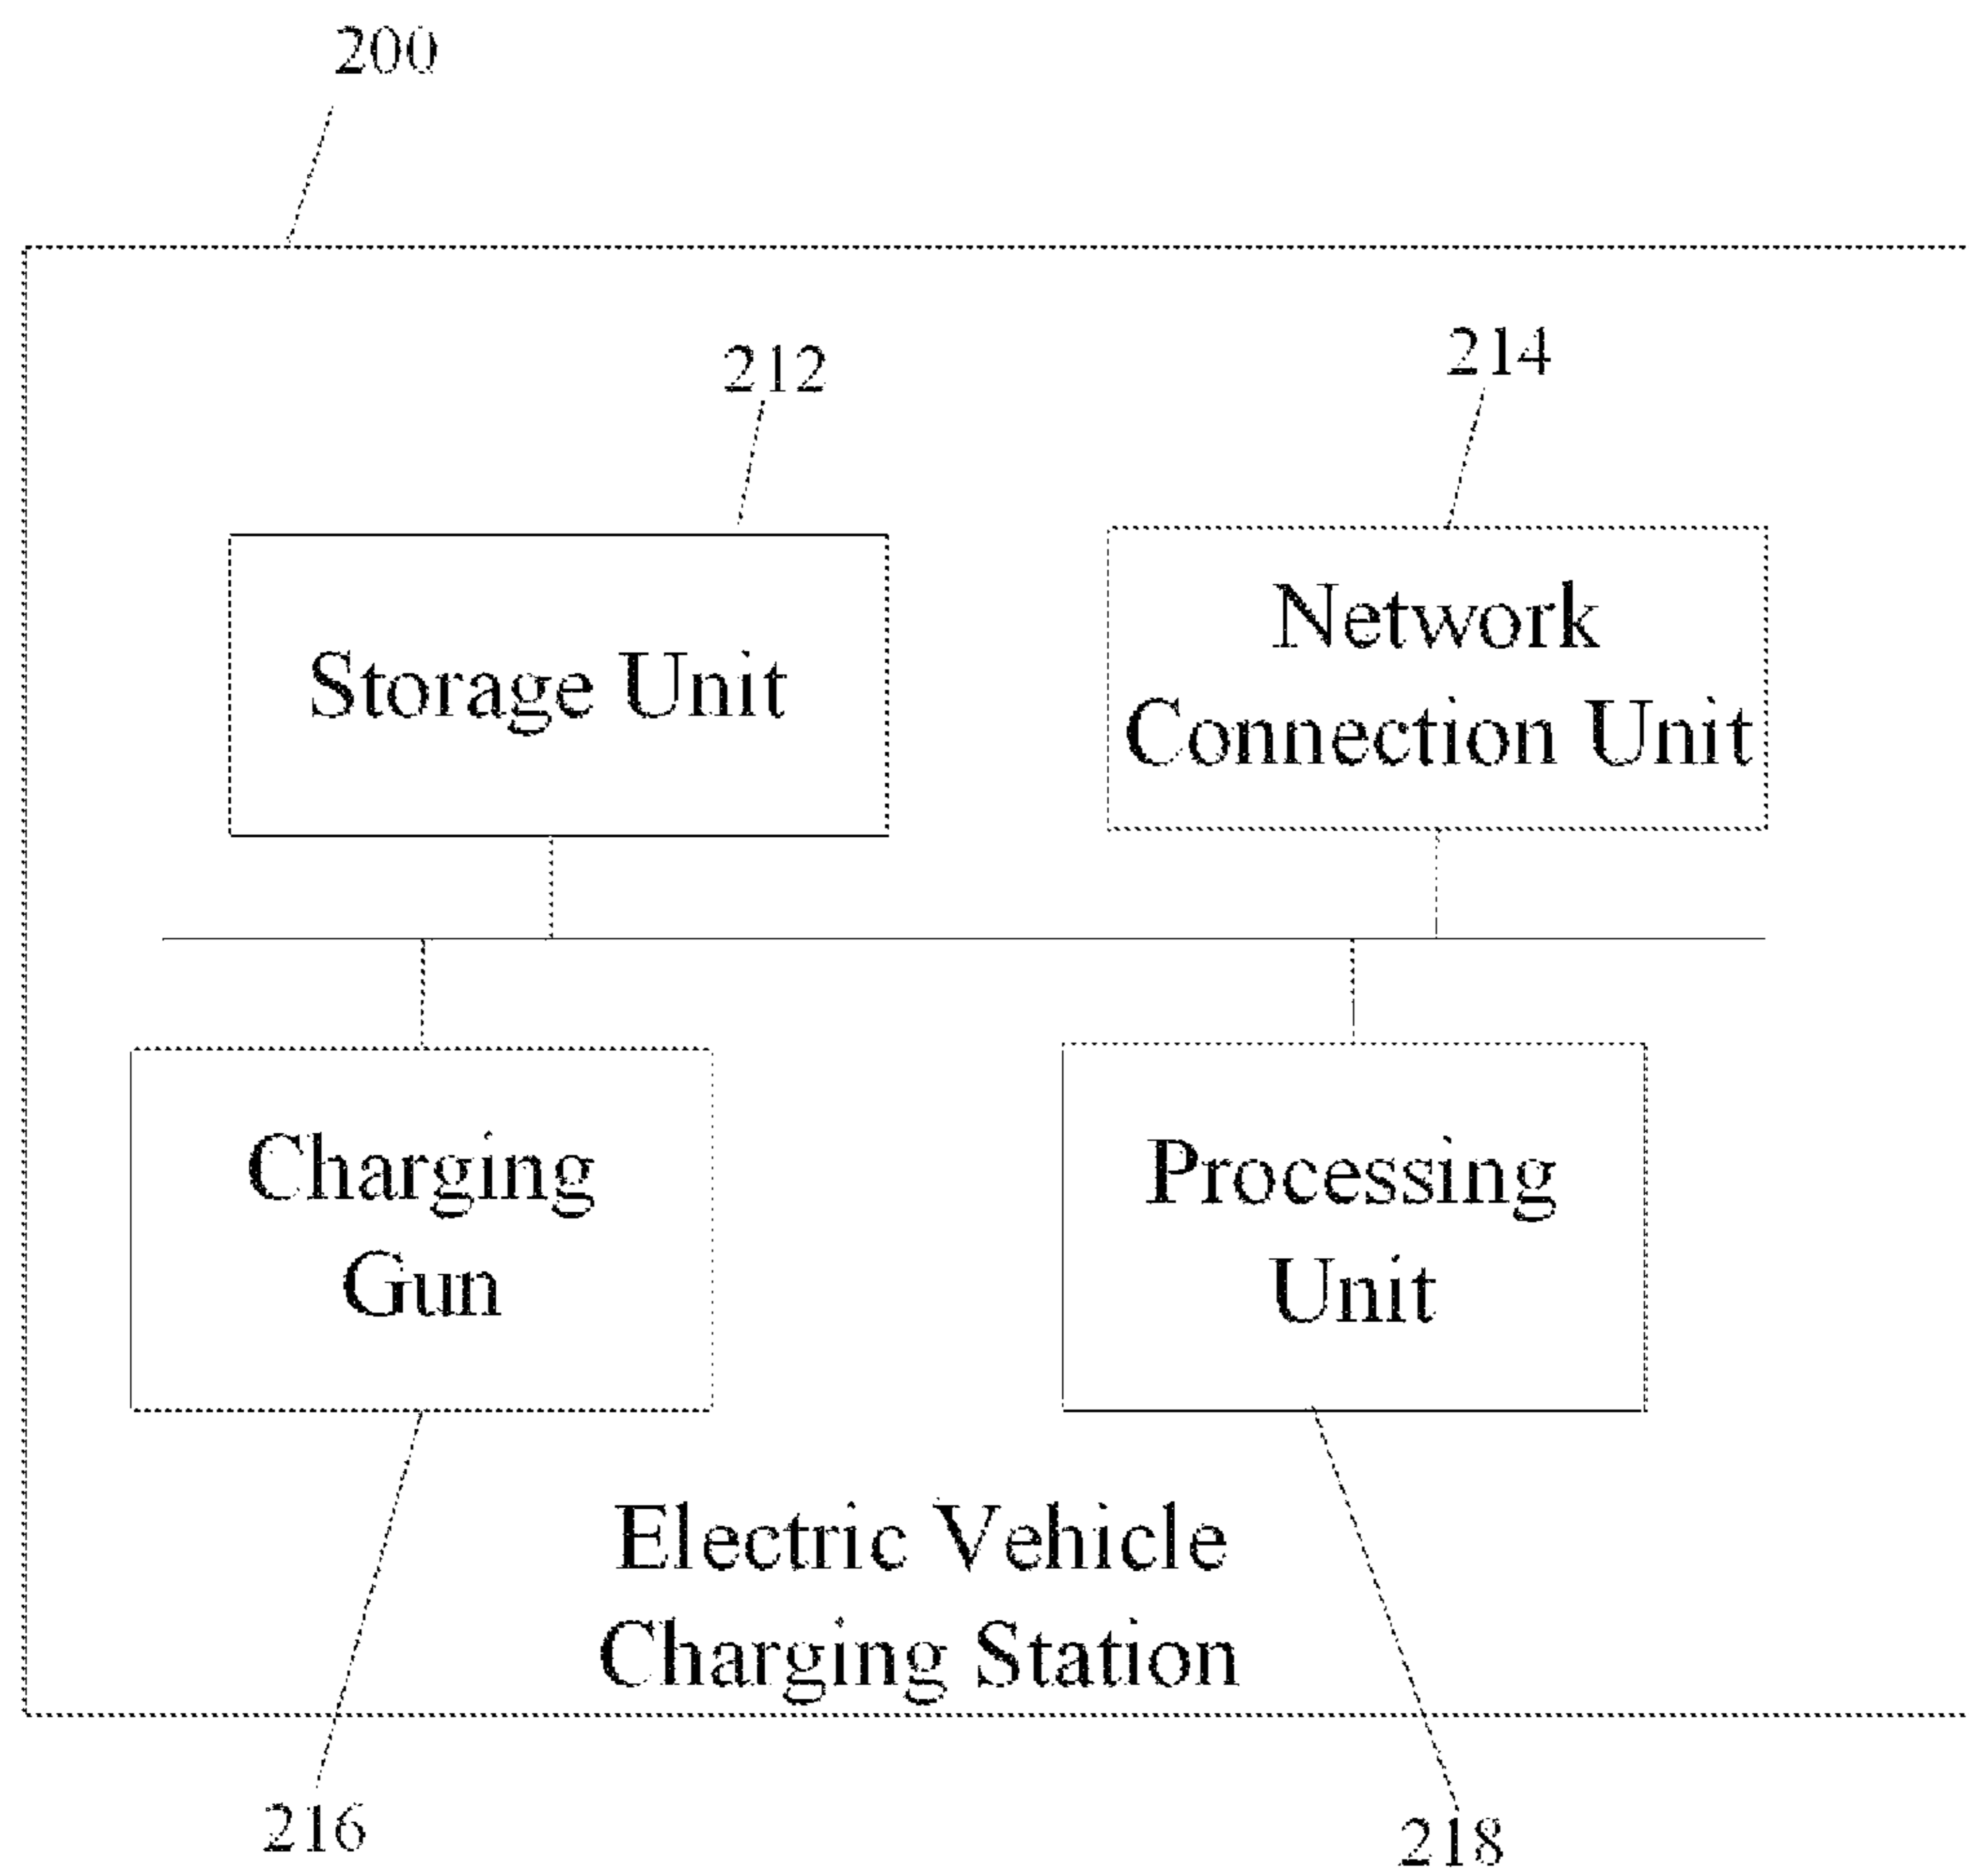 200
212
214
Storage Unit
Network
Connection Unit
Charging
Gun
Processing
Unit
Electric Vehicle
Charging Station
216
218